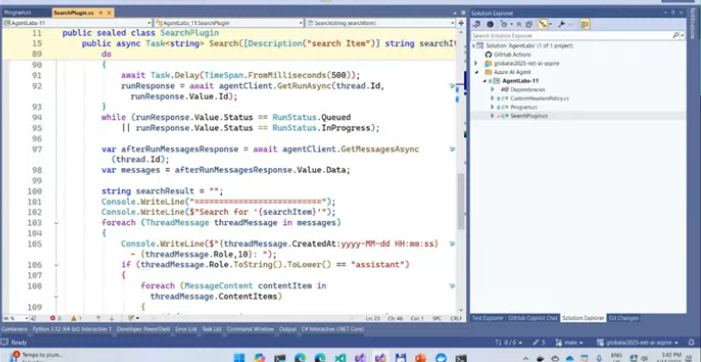 Program.cs
SearchPlugin.cs
AgentLabs-11
AgentLabs_11.SearchPlugin
Search(string searchItem)
11 public sealed class SearchPlugin
15 public async Task<string> Search([Description("search Item")] string searchIt
89 do
90 {
91 await Task.Delay(TimeSpan.FromMilliseconds(500));
92 runResponse = await agentClient.GetRunAsync(thread.Id,
runResponse.Value.Id);
93 }
94 while (runResponse.Value.Status == RunStatus.Queued
95 || runResponse.Value.Status == RunStatus.InProgress);
96
97 var afterRunMessagesResponse = await agentClient.GetMessagesAsync
(thread.Id);
98 var messages = afterRunMessagesResponse.Value.Data;
99
100 string searchResult = "";
101 Console.WriteLine("=========================");
102 Console.WriteLine($"Search for '{searchItem}'");
103 foreach (ThreadMessage threadMessage in messages)
104 {
105 Console.WriteLine($"{threadMessage.CreatedAt:yyyy-MM-dd HH:mm:ss}
- {threadMessage.Role,10}: ");
106 if (threadMessage.Role.ToString().ToLower() == "assistant")
107 {
108 foreach (MessageContent contentItem in
threadMessage.ContentItems)
109 {
Ln:23 Ch:46 Col:1 SPC CRLF
Containers Python 3.12 (64 bit) Interactive 1 Developer PowerShell Error List Task List Command Window Output C# Interactive (.NET Core)
Ready
Solution Explorer
Search Solution Explorer
Solution 'AgentLabs' (1 of 1 project)
GitHub Actions
globalai2025-net-ai-aspire
Azure AI Agent
AgentLabs-11
Dependencies
CustomHeadersPolicy.cs
Program.cs
SearchPlugin.cs
Test Explorer GitHub Copilot Chat Solution Explorer Git Changes
Notifications
0 / 0 5 main globalai2025-net-ai-aspire
Temps to plum...
ENG
3:42 PM